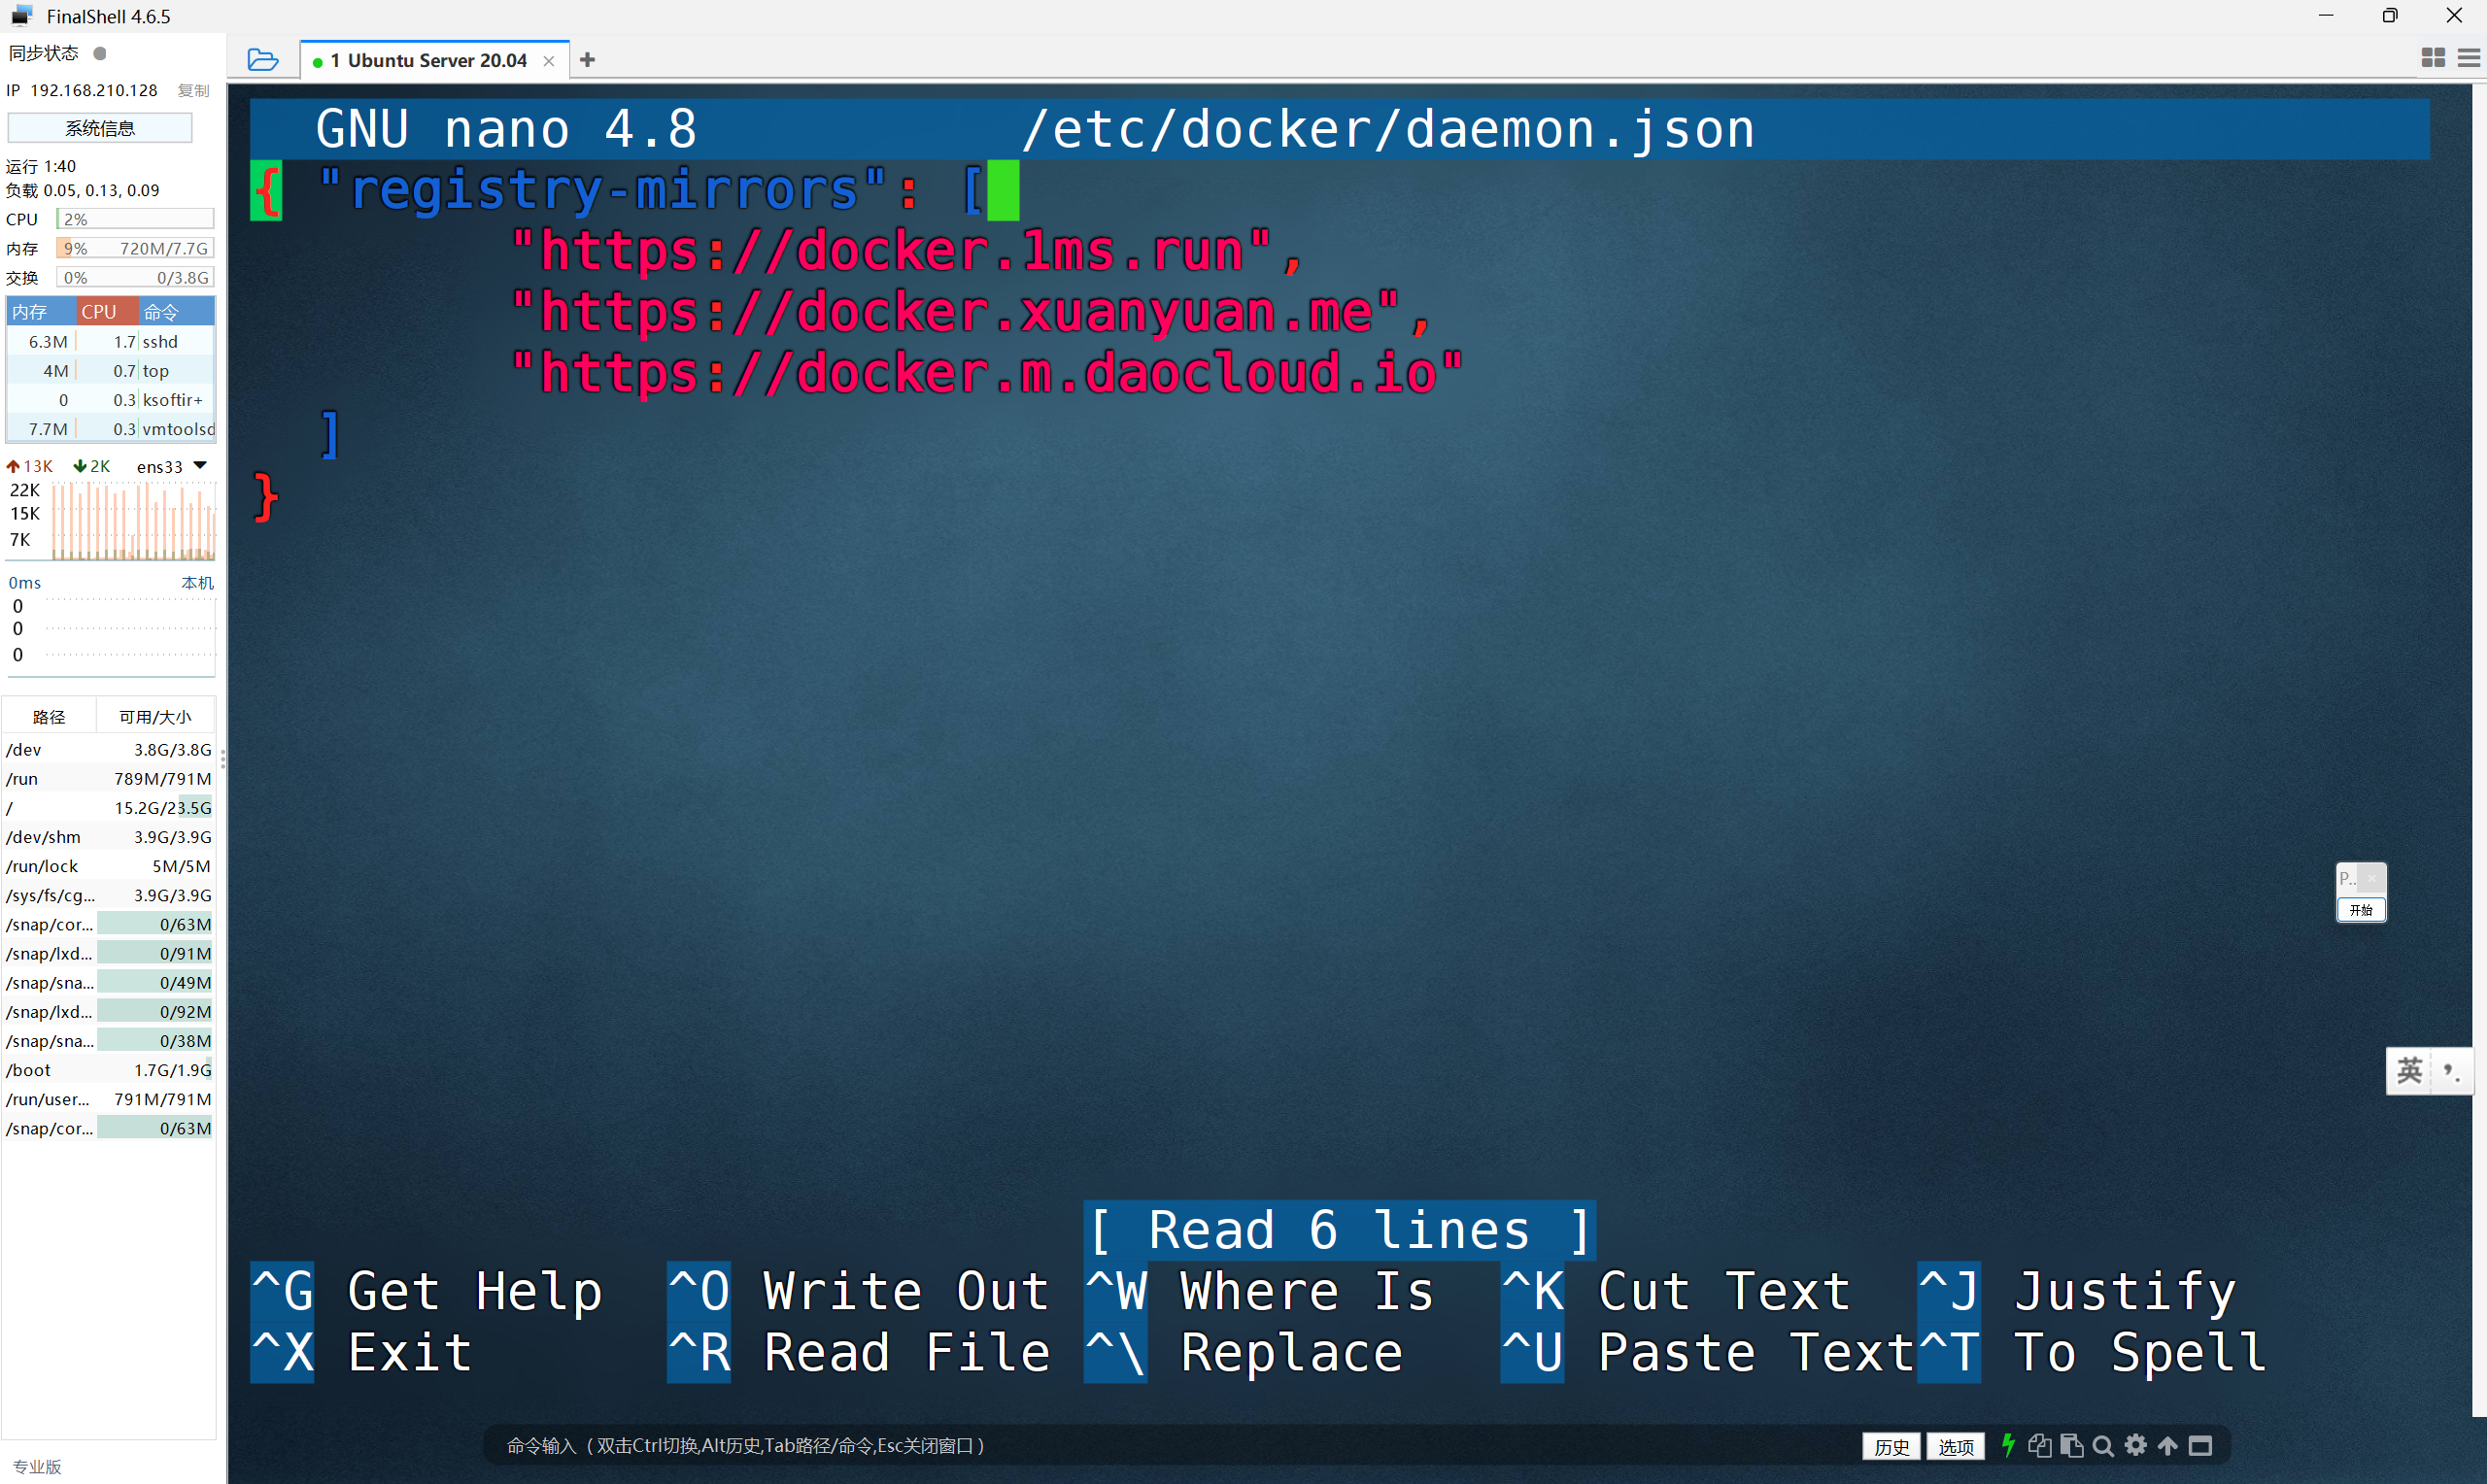 FinalShell 4.6.5
同步状态
1 Ubuntu Server 20.04
IP 192.168.210.128 复制
系统信息
运行 1:40
负载 0.05, 0.13, 0.09
CPU 2%
内存 9% 720M/7.7G
交换 0% 0/3.8G
内存 CPU 命令
6.3M 1.7 sshd
4M 0.7 top
0 0.3 ksoftir+
7.7M 0.3 vmtoolsd
13K 2K ens33
22K
15K
7K
0ms 本机
0
0
0
路径 可用/大小
/dev 3.8G/3.8G
/run 789M/791M
/ 15.2G/23.5G
/dev/shm 3.9G/3.9G
/run/lock 5M/5M
/sys/fs/cg... 3.9G/3.9G
/snap/cor... 0/63M
/snap/lxd... 0/91M
/snap/sna... 0/49M
/snap/lxd... 0/92M
/snap/sna... 0/38M
/boot 1.7G/1.9G
/run/user... 791M/791M
/snap/cor... 0/63M
专业版
GNU nano 4.8 /etc/docker/daemon.json
{ "registry-mirrors": [
"https://docker.1ms.run",
"https://docker.xuanyuan.me",
"https://docker.m.daocloud.io"
]
}
P..
开始
英 ,.
[ Read 6 lines ]
^G Get Help ^O Write Out ^W Where Is ^K Cut Text ^J Justify
^X Exit ^R Read File ^\ Replace ^U Paste Text ^T To Spell
命令输入 (双击Ctrl切换,Alt历史,Tab路径/命令,Esc关闭窗口)
历史 选项